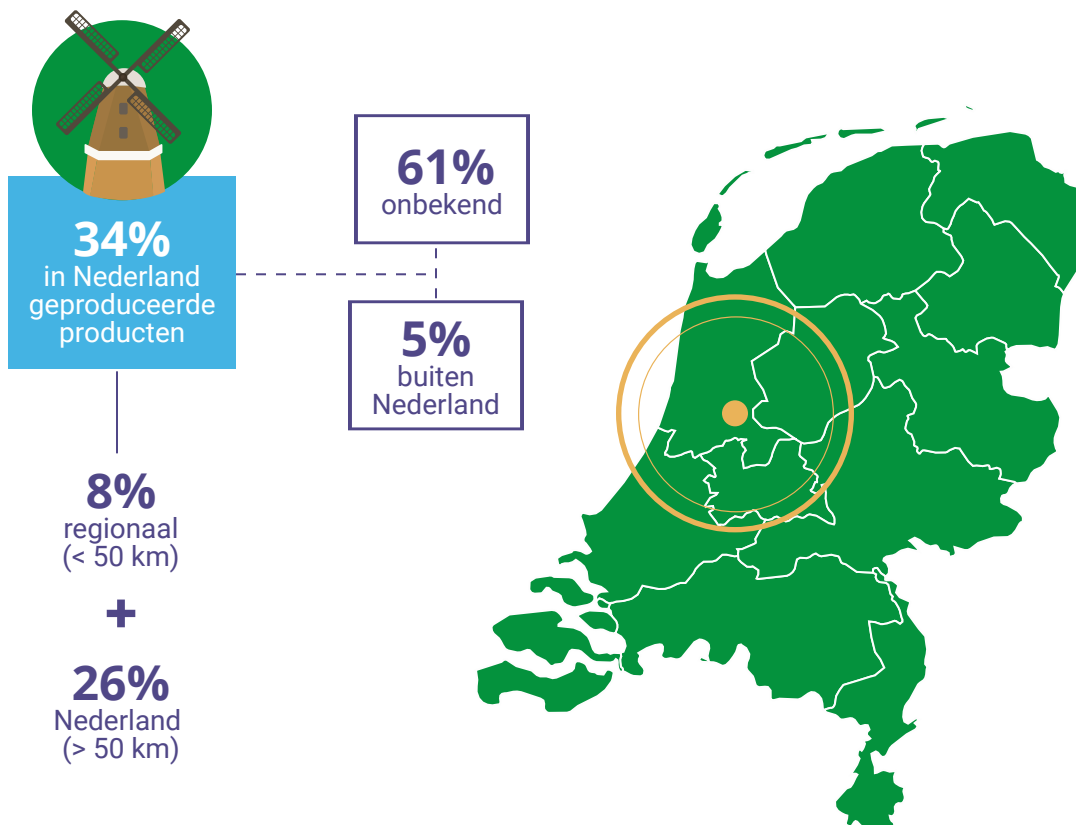 34%
in Nederland
geproduceerde
producten
61%
onbekend
5%
buiten
Nederland
8%
regionaal
(< 50 km)
+
26%
Nederland
(> 50 km)